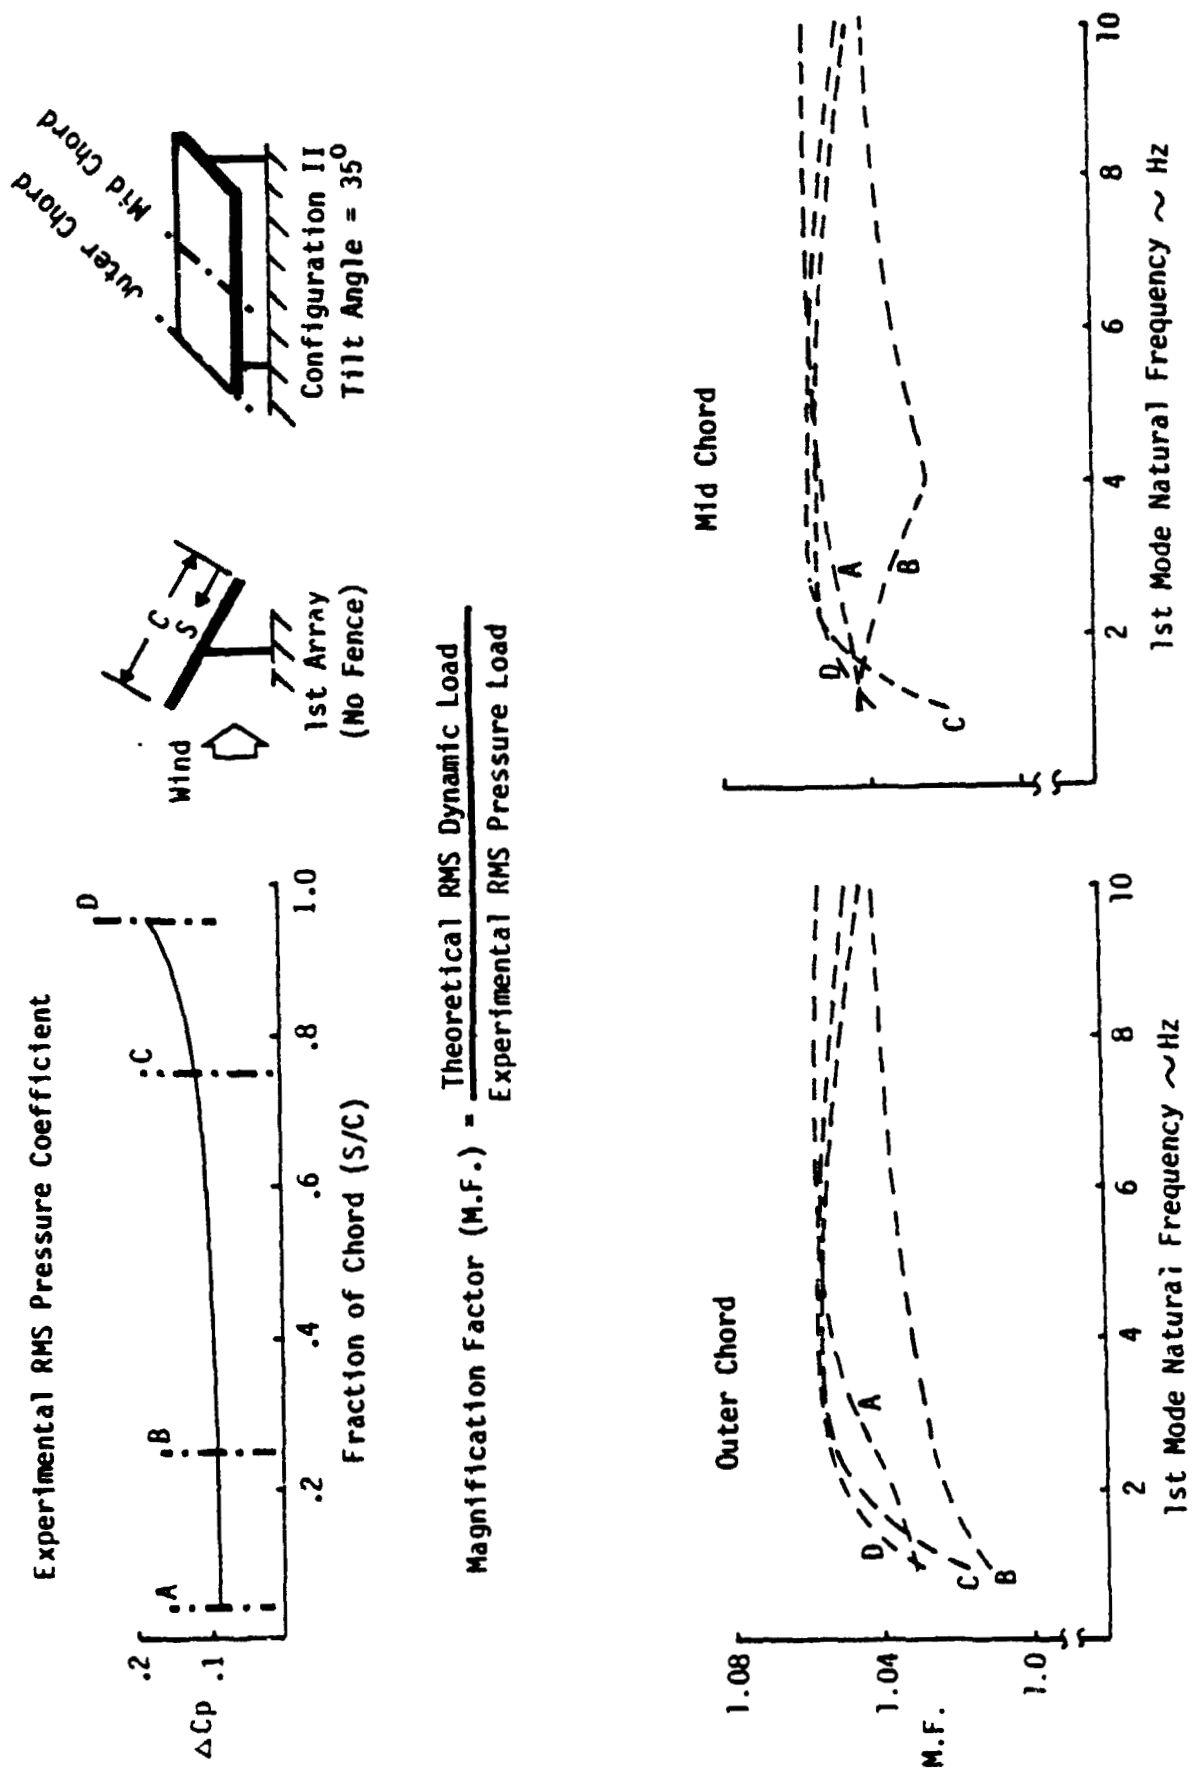 Experimental RMS Pressure Coefficient
ΔCp
.2
.1
A
B
C
D
.2
.4
.6
.8
1.0
Fraction of Chord (S/C)
Wind
C
S
1st Array
(No Fence)
Juter Chord
Mid Chord
Configuration II
Tilt Angle = 35°
Magnification Factor (M.F.) = Theoretical RMS Dynamic Load
Experimental RMS Pressure Load
Outer Chord
M.F.
1.08
1.04
1.0
D
C
B
A
2
4
6
8
10
1st Mode Natural Frequency ~ Hz
Mid Chord
D
C
A
B
2
4
6
8
10
1st Mode Natural Frequency ~ Hz